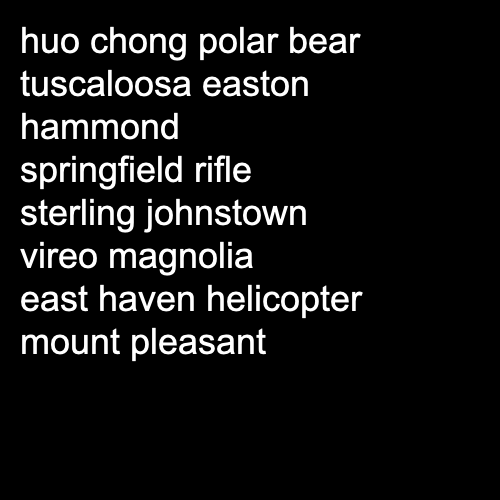 huo chong polar bear
tuscaloosa easton
hammond
springfield rifle
sterling johnstown
vireo magnolia
east haven helicopter
mount pleasant